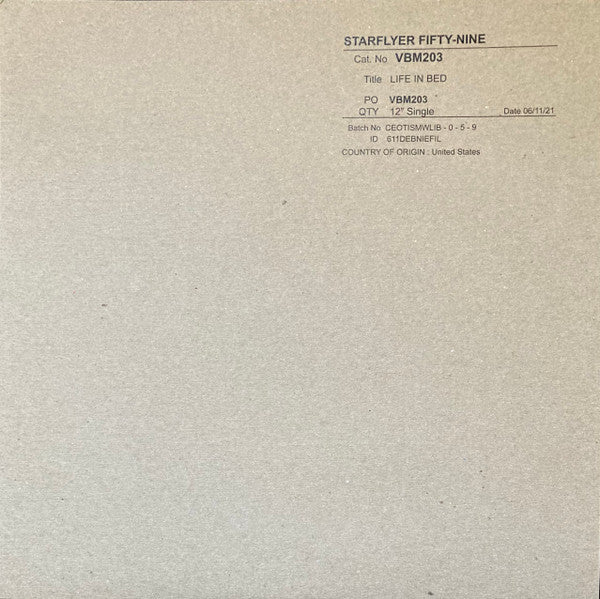 STARFLYER FIFTY-NINE
Cat. No VBM203
Title LIFE IN BED
PO VBM203
QTY 12" Single Date 06/11/21
Batch No CEOTISMWLIB - 0 - 5 - 9
ID 611DEBNIEFIL
COUNTRY OF ORIGIN : United States